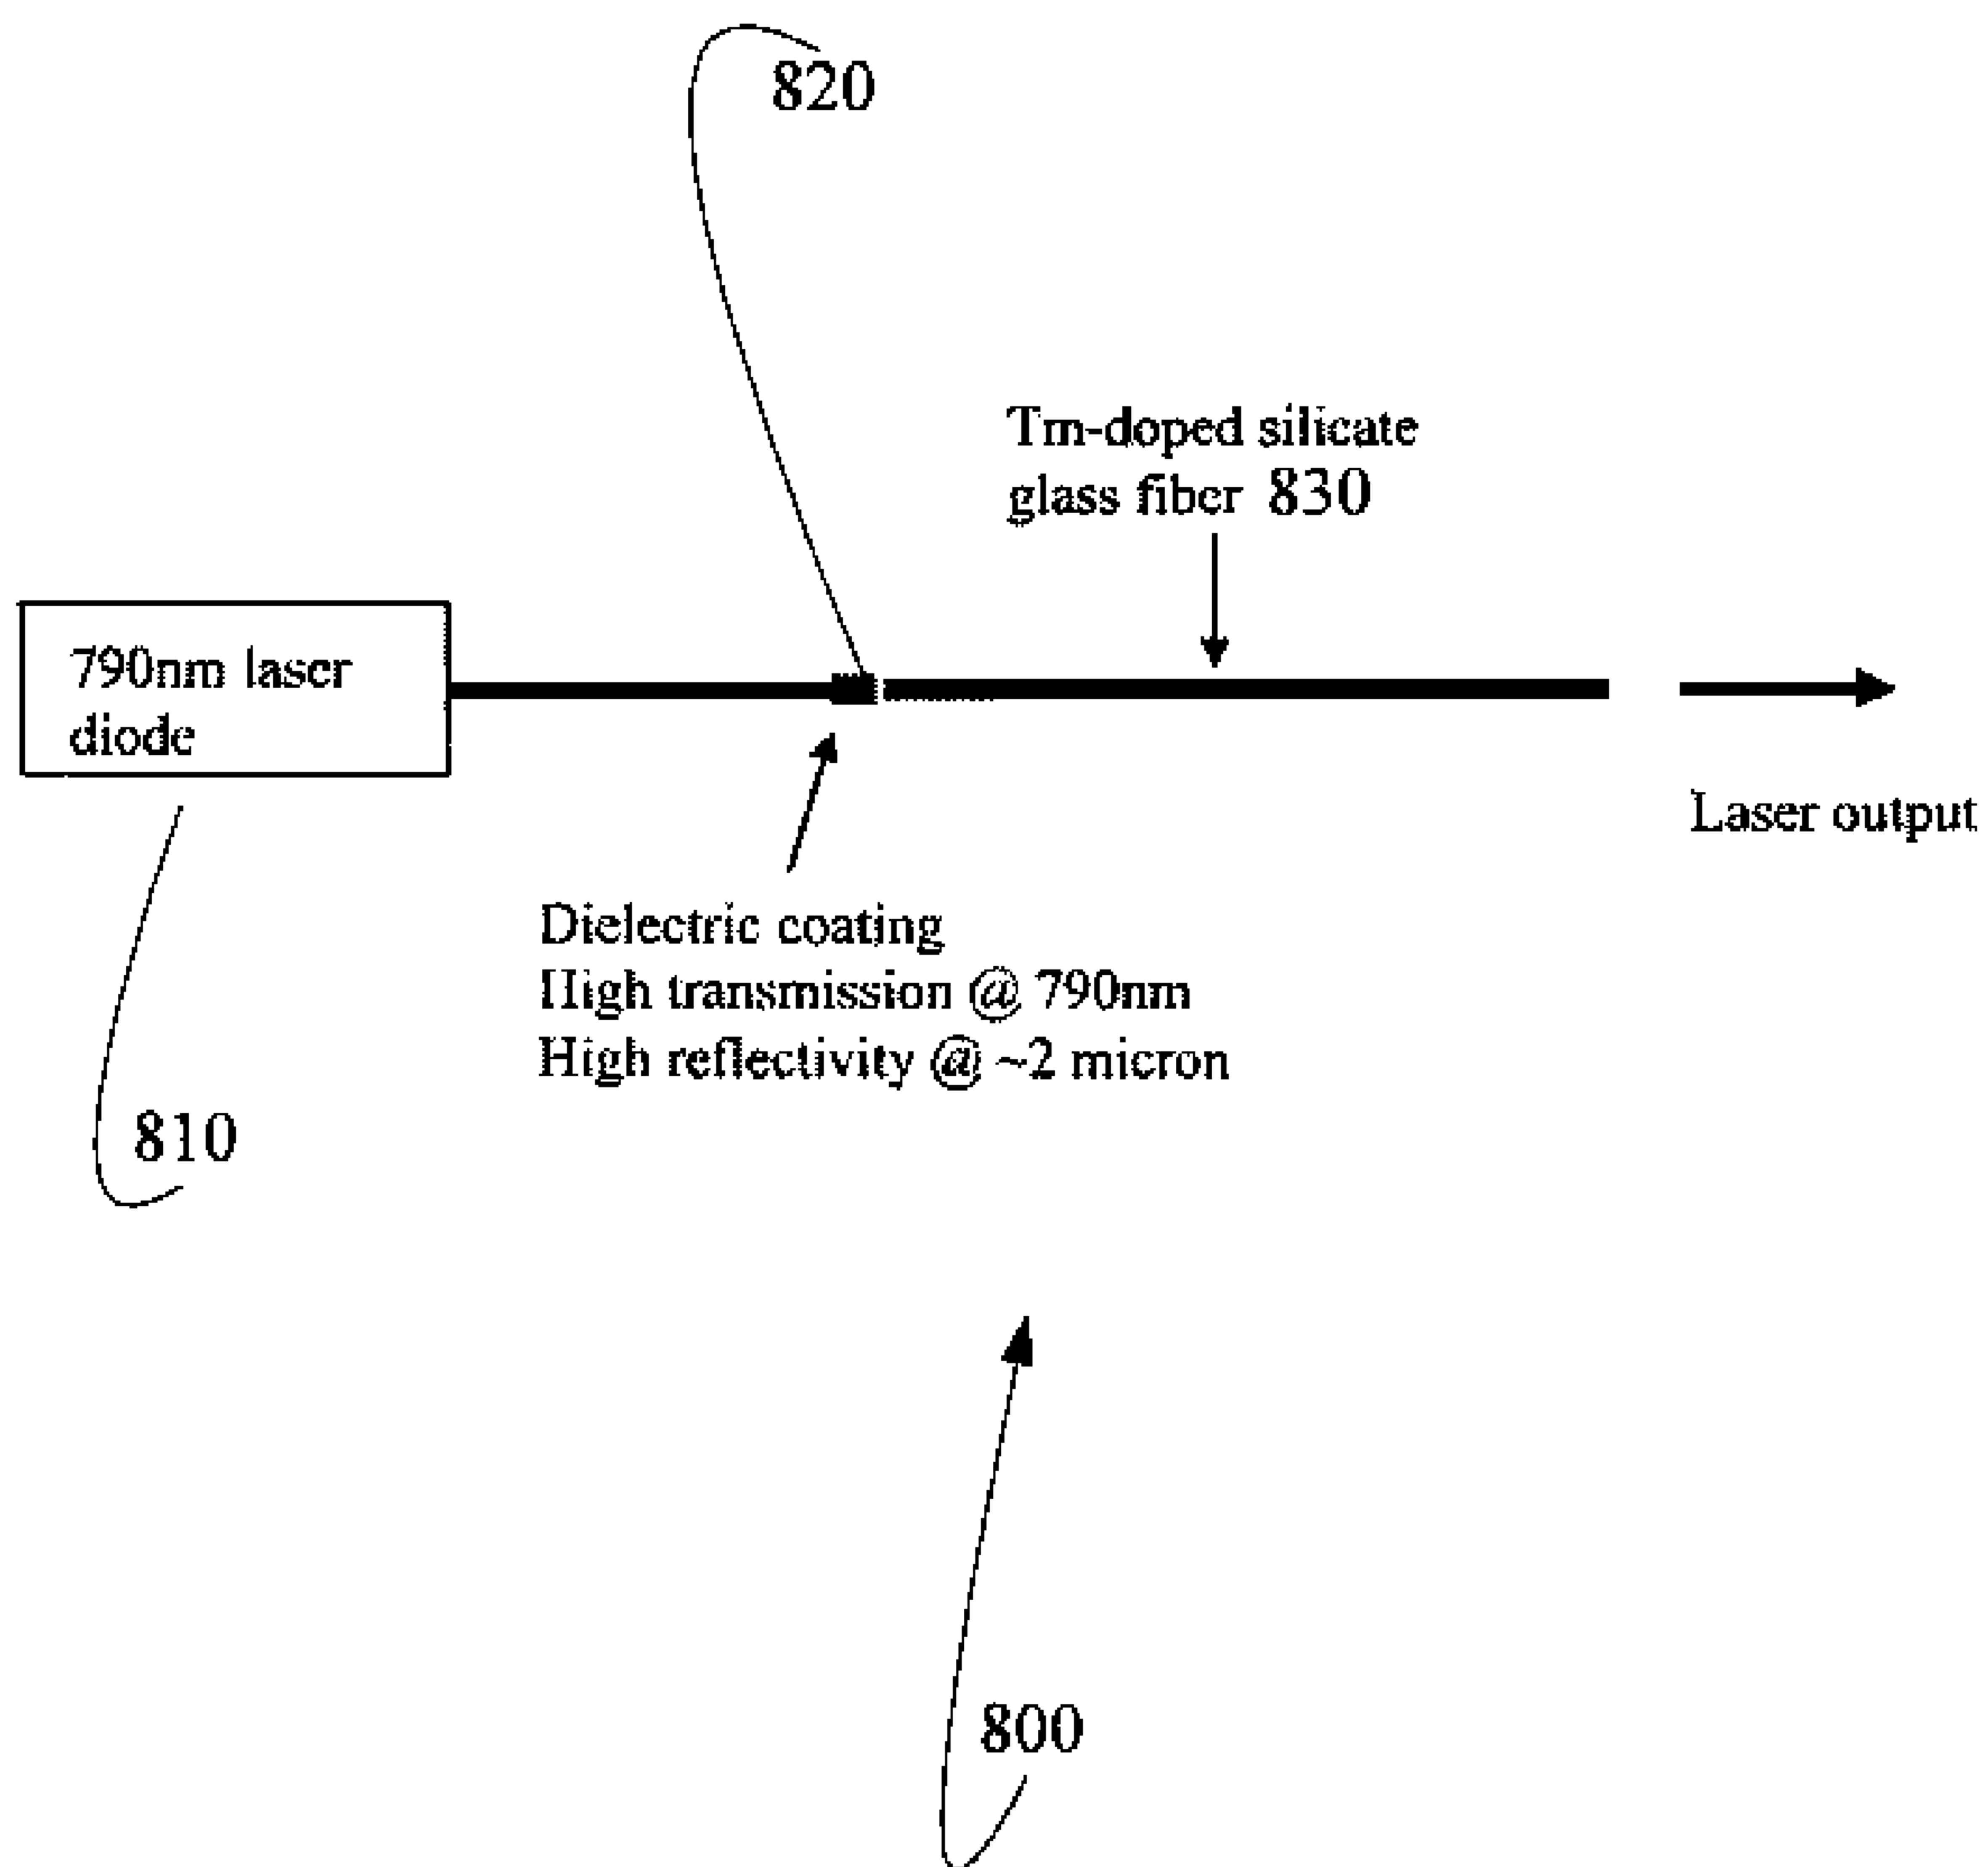 820
Tm-doped silicate
glass fiber 830
790nm laser
diode
Laser output
Dielectric coating
High transmission @ 790nm
High reflectivity @ ~2 micron
810
800